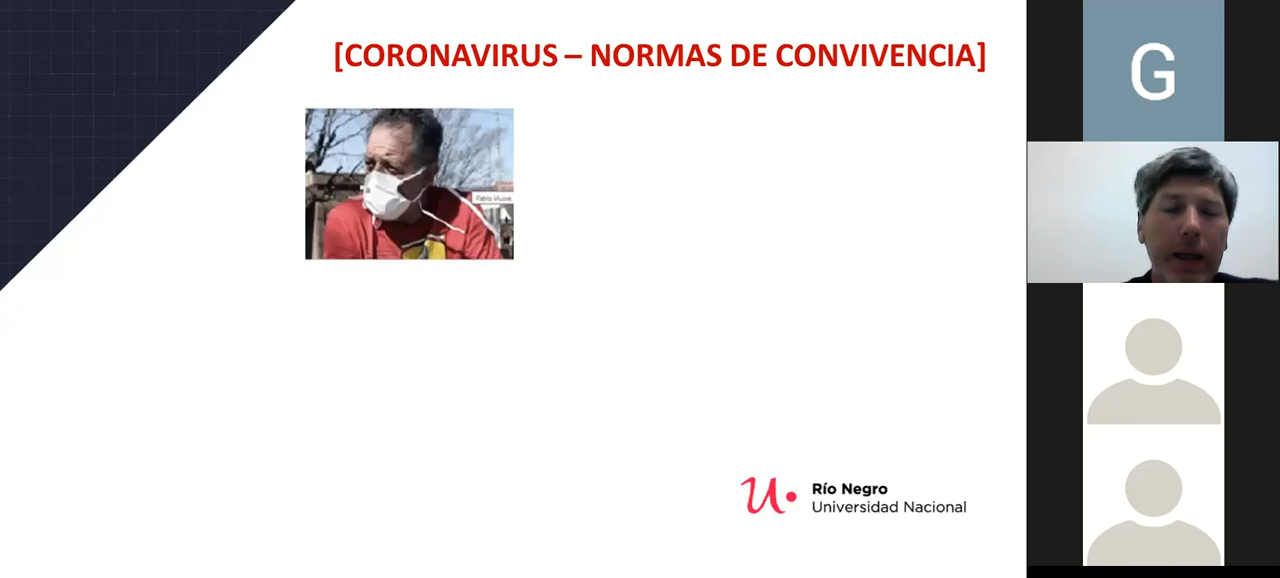 [CORONAVIRUS – NORMAS DE CONVIVENCIA]
G
Río Negro
Universidad Nacional